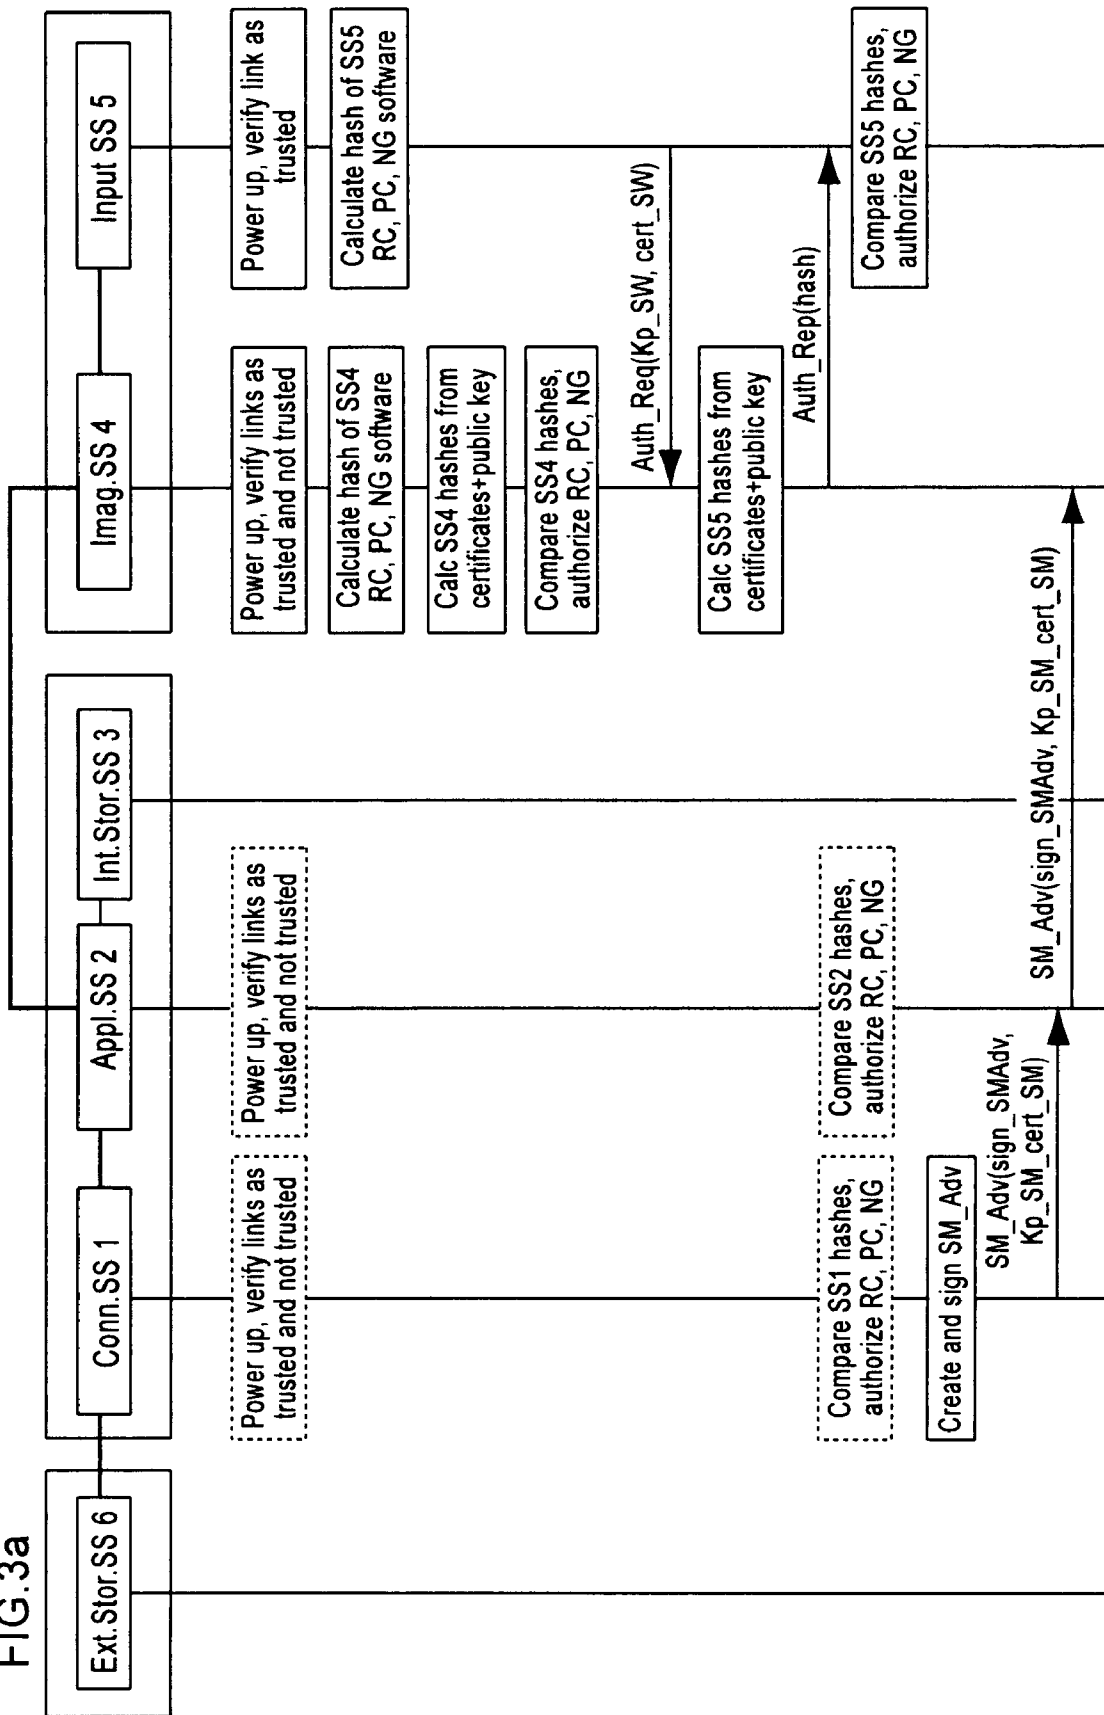 FIG.3a
Ext.Stor.SS 6
Conn.SS 1
Appl.SS 2
Int.Stor.SS 3
Imag.SS 4
Input SS 5
Power up, verify links as
trusted and not trusted
Power up, verify links as
trusted and not trusted
Power up, verify links as
trusted and not trusted
Power up, verify link as
trusted
Calculate hash of SS4
RC, PC, NG software
Calculate hash of SS5
RC, PC, NG software
Calc SS4 hashes from
certificates+public key
Compare SS4 hashes,
authorize RC, PC, NG
Auth_Req(Kp_SW, cert_SW)
Calc SS5 hashes from
certificates+public key
Auth_Rep(hash)
Compare SS1 hashes,
authorize RC, PC, NG
Compare SS2 hashes,
authorize RC, PC, NG
Compare SS5 hashes,
authorize RC, PC, NG
Create and sign SM_Adv
SM_Adv(sign_SMAdv,
Kp_SM_cert_SM)
SM_Adv(sign_SMAdv, Kp_SM_cert_SM)